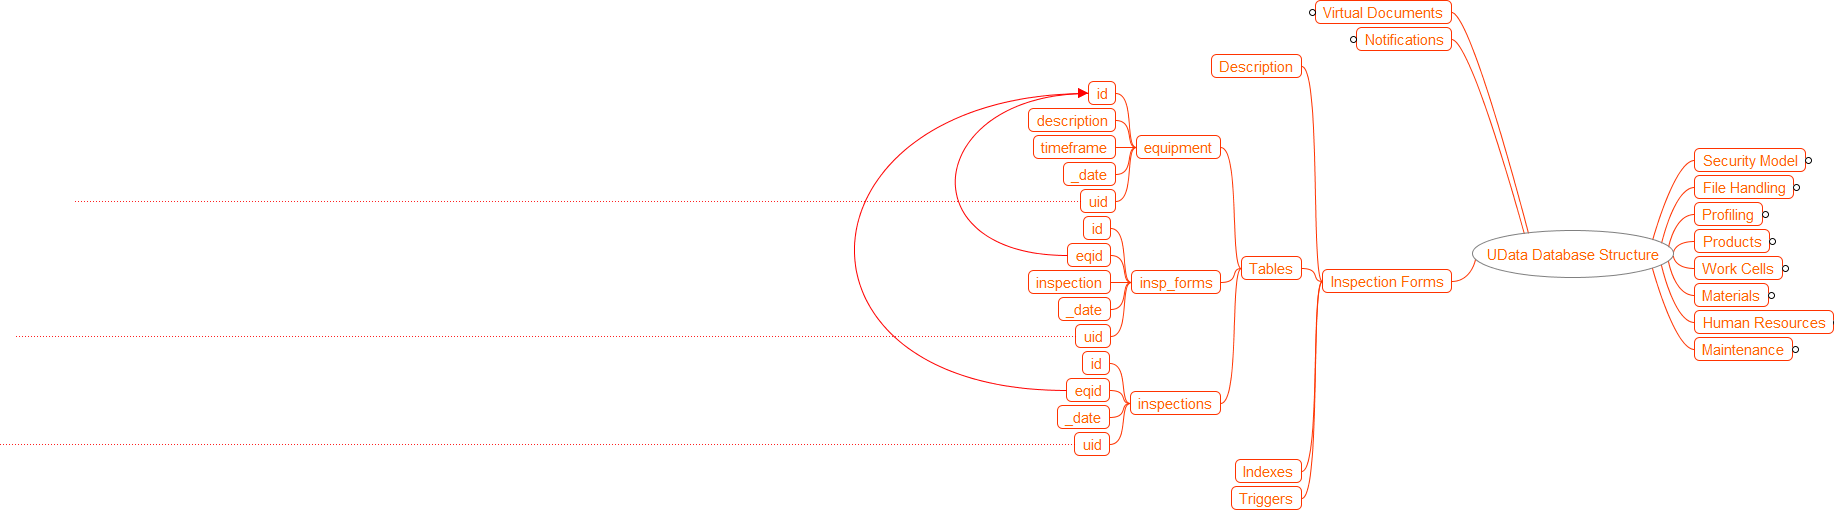 Virtual Documents
Notifications
Description
id
description
equipment
timeframe
_date
uid
id
eqid
insp_forms
inspection
_date
uid
id
eqid
inspections
_date
uid
Tables
Indexes
Triggers
Inspection Forms
UData Database Structure
Security Model
File Handling
Profiling
Products
Work Cells
Materials
Human Resources
Maintenance